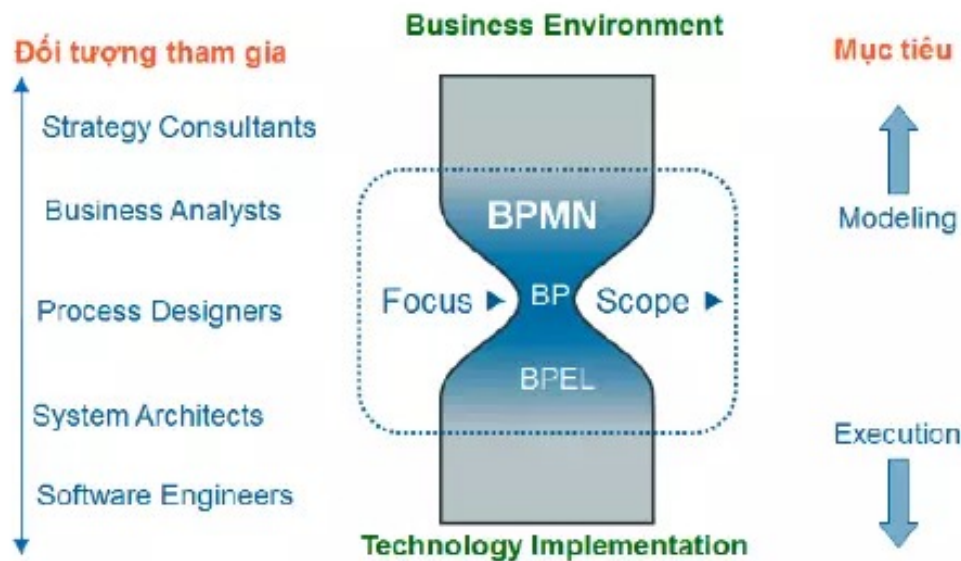 Business Environment
Đối tượng tham gia
Mục tiêu
Strategy Consultants
Business Analysts
BPMN
Modeling
Process Designers
Focus
BP
Scope
BPEL
System Architects
Execution
Software Engineers
Technology Implementation